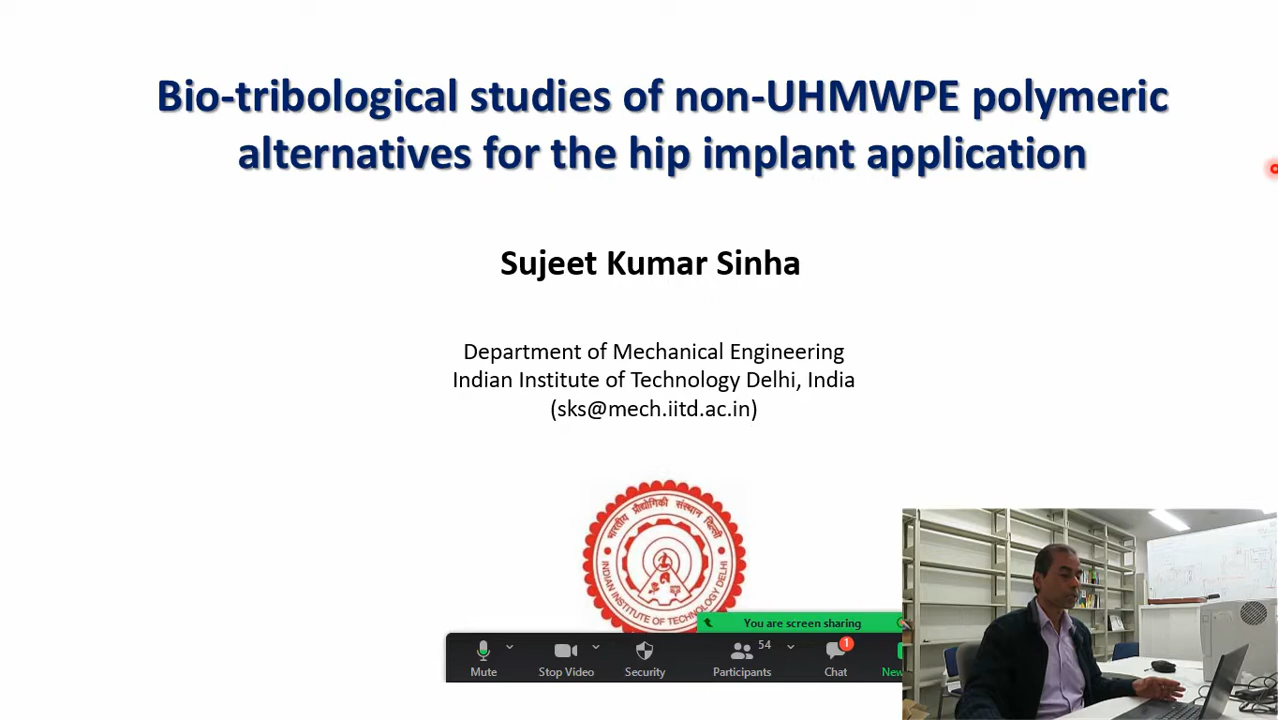 Bio-tribological studies of non-UHMWPE polymeric
alternatives for the hip implant application
Sujeet Kumar Sinha
Department of Mechanical Engineering
Indian Institute of Technology Delhi, India
(sks@mech.iitd.ac.in)
भारतीय प्रौद्योगिकी संस्थान दिल्ली
INDIAN INSTITUTE OF TECHNOLOGY DELHI
You are screen sharing
Mute
Stop Video
Security
54
Participants
1
Chat
New